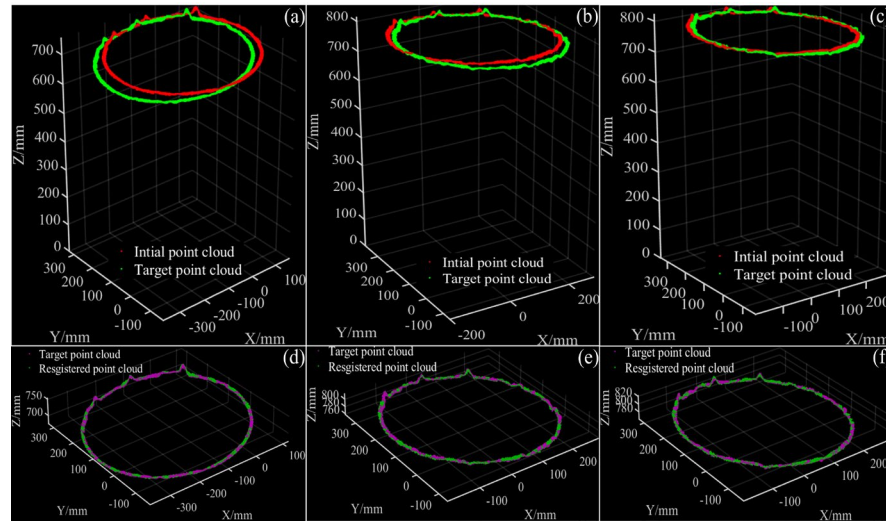 (a)
700
600
500
400
300
200
100
0
Z/mm
Intial point cloud
Target point cloud
300
200
100
0
-100
Y/mm
-300
-200
-100
0
100
X/mm
(b)
800
700
600
500
400
300
200
100
0
Z/mm
Intial point cloud
Target point cloud
300
200
100
0
-100
Y/mm
-200
0
200
X/mm
(c)
800
700
600
500
400
300
200
100
0
Z/mm
Intial point cloud
Target point cloud
300
200
100
0
-100
Y/mm
-100
0
100
200
X/mm
(d)
Target point cloud
Resgistered point cloud
750
700
Z/mm
300
200
100
0
-100
Y/mm
-300
-200
-100
0
100
X/mm
(e)
Target point cloud
Resgistered point cloud
800
780
760
Z/mm
300
200
100
0
-100
Y/mm
-100
0
100
200
X/mm
(f)
Target point cloud
Resgistered point cloud
820
800
780
760
Z/mm
300
200
100
0
-100
Y/mm
-100
0
100
200
X/mm